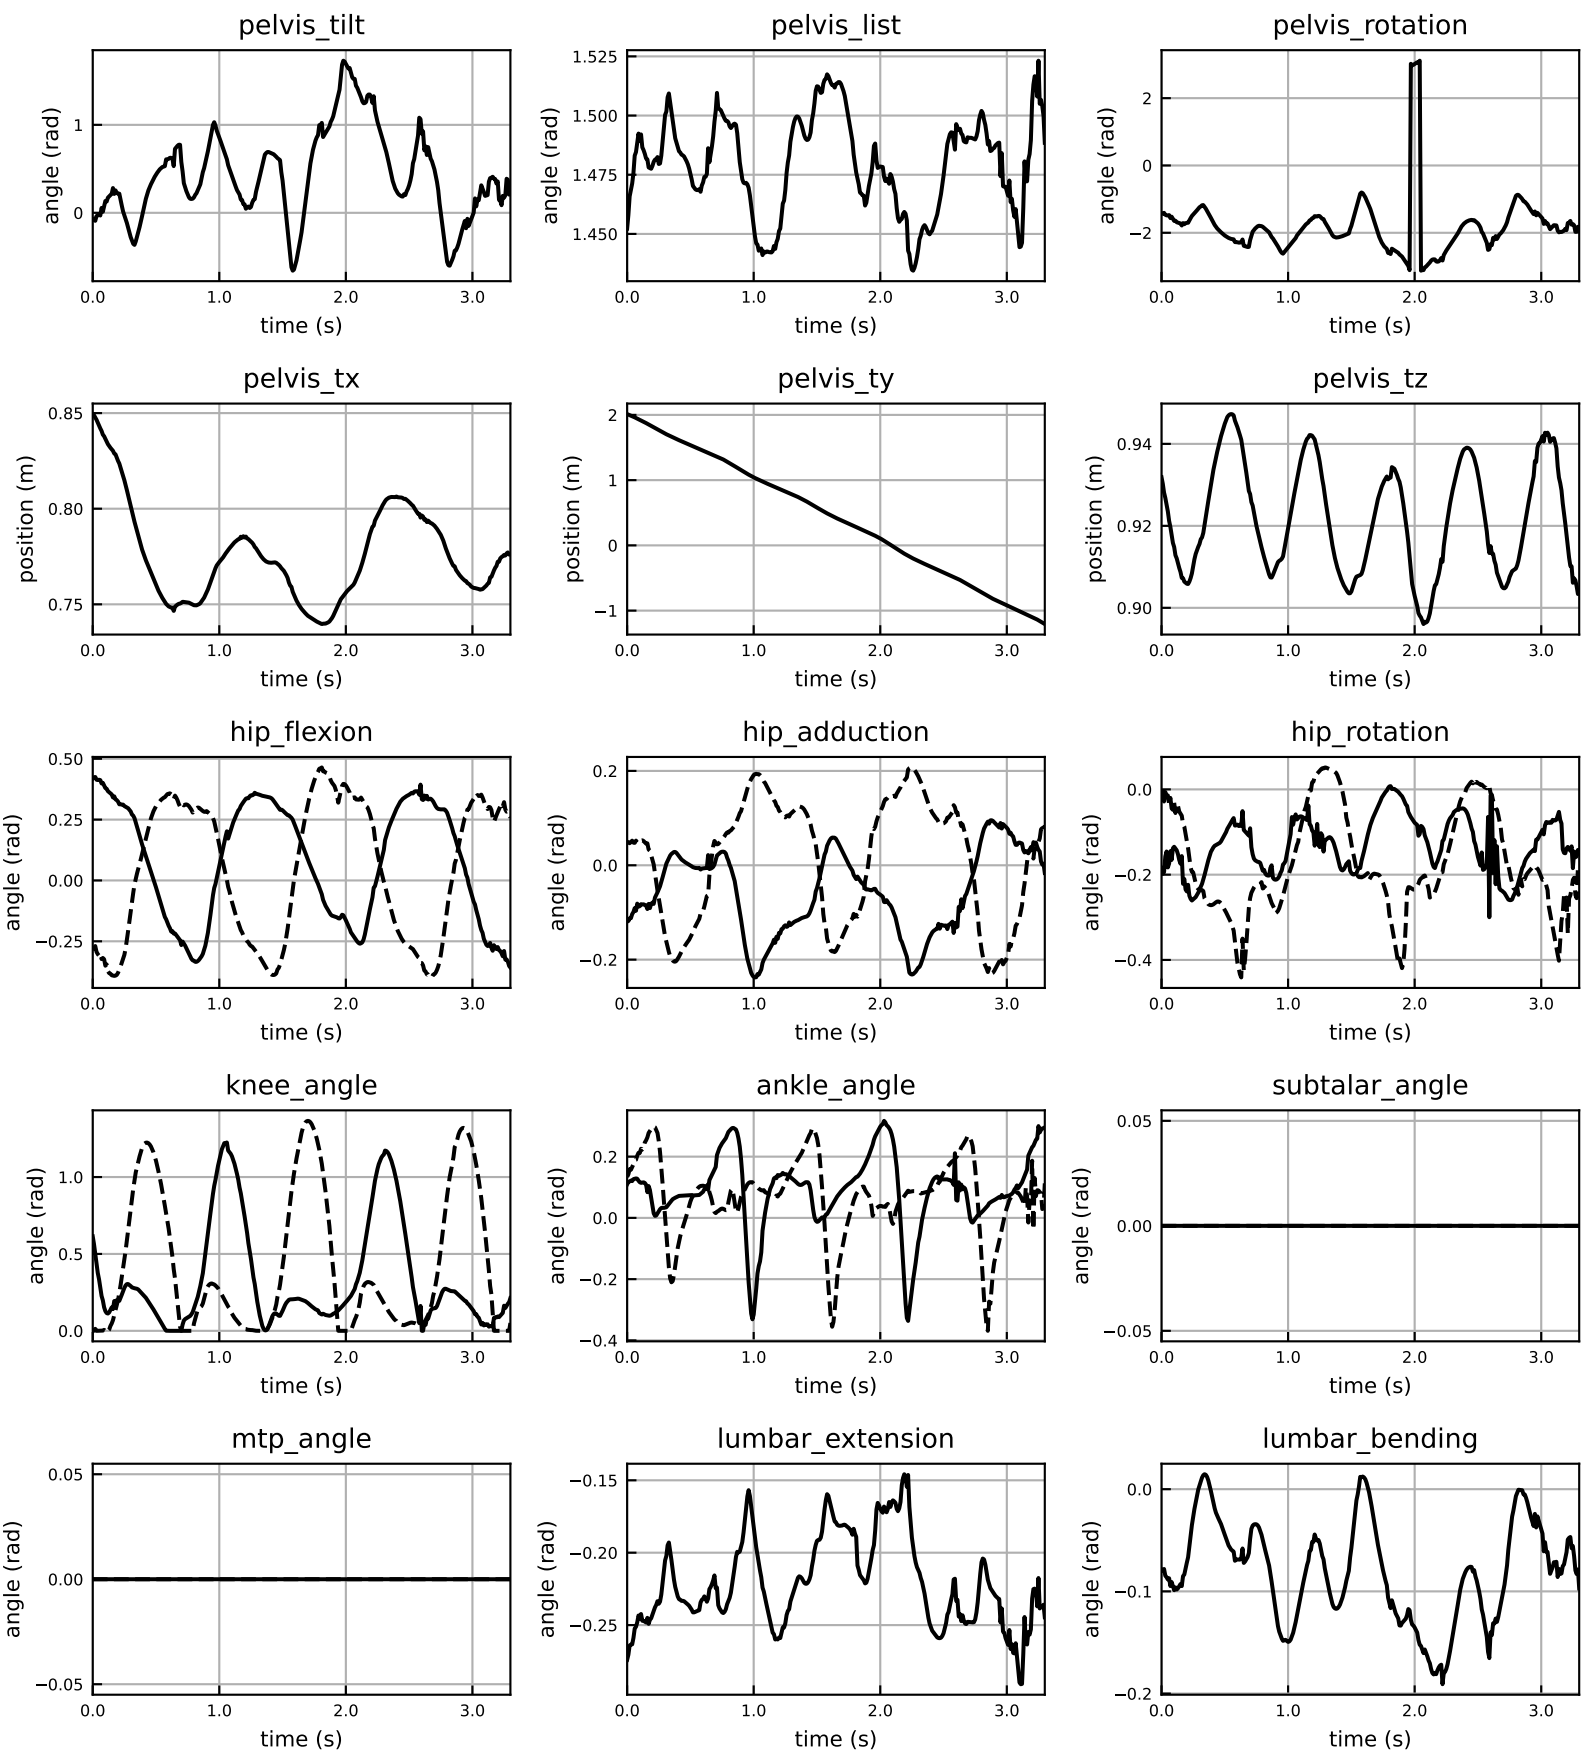 pelvis_tilt
angle (rad)
1
0
0.0 1.0 2.0 3.0
time (s)
pelvis_list
angle (rad)
1.525
1.500
1.475
1.450
0.0 1.0 2.0 3.0
time (s)
pelvis_rotation
angle (rad)
2
0
−2
0.0 1.0 2.0 3.0
time (s)
pelvis_tx
position (m)
0.85
0.80
0.75
0.0 1.0 2.0 3.0
time (s)
pelvis_ty
position (m)
2
1
0
−1
0.0 1.0 2.0 3.0
time (s)
pelvis_tz
position (m)
0.94
0.92
0.90
0.0 1.0 2.0 3.0
time (s)
hip_flexion
angle (rad)
0.50
0.25
0.00
−0.25
0.0 1.0 2.0 3.0
time (s)
hip_adduction
angle (rad)
0.2
0.0
−0.2
0.0 1.0 2.0 3.0
time (s)
hip_rotation
angle (rad)
0.0
−0.2
−0.4
0.0 1.0 2.0 3.0
time (s)
knee_angle
angle (rad)
1.0
0.5
0.0
0.0 1.0 2.0 3.0
time (s)
ankle_angle
angle (rad)
0.2
0.0
−0.2
−0.4
0.0 1.0 2.0 3.0
time (s)
subtalar_angle
angle (rad)
0.05
0.00
−0.05
0.0 1.0 2.0 3.0
time (s)
mtp_angle
angle (rad)
0.05
0.00
−0.05
0.0 1.0 2.0 3.0
time (s)
lumbar_extension
angle (rad)
−0.15
−0.20
−0.25
0.0 1.0 2.0 3.0
time (s)
lumbar_bending
angle (rad)
0.0
−0.1
−0.2
0.0 1.0 2.0 3.0
time (s)